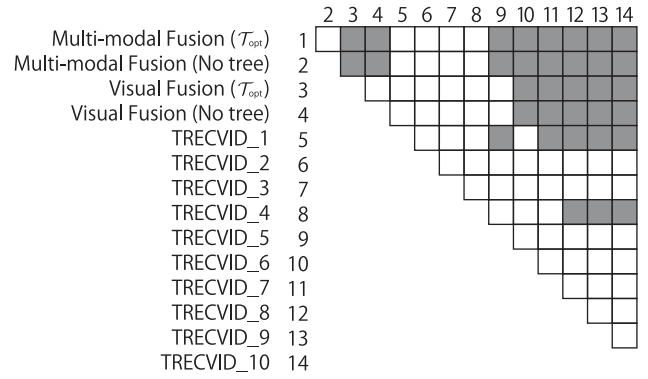 2 3 4 5 6 7 8 9 10 11 12 13 14
Multi-modal Fusion (𝒯opt) 1
Multi-modal Fusion (No tree) 2
Visual Fusion (𝒯opt) 3
Visual Fusion (No tree) 4
TRECVID_1 5
TRECVID_2 6
TRECVID_3 7
TRECVID_4 8
TRECVID_5 9
TRECVID_6 10
TRECVID_7 11
TRECVID_8 12
TRECVID_9 13
TRECVID_10 14